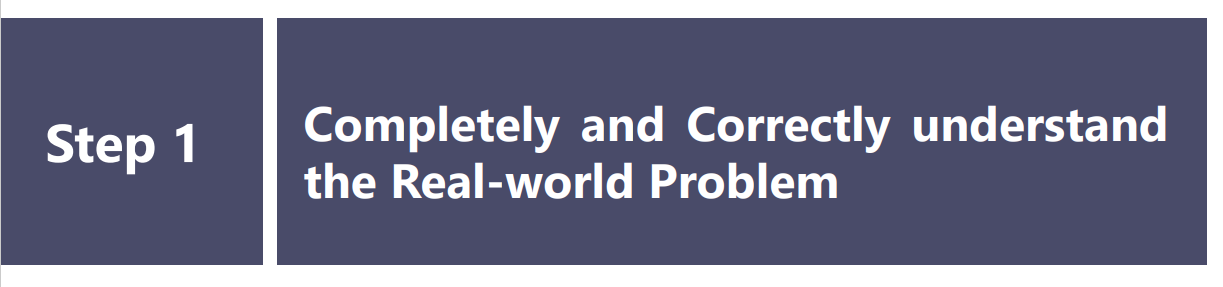 Step 1
Completely and Correctly understand
the Real-world Problem